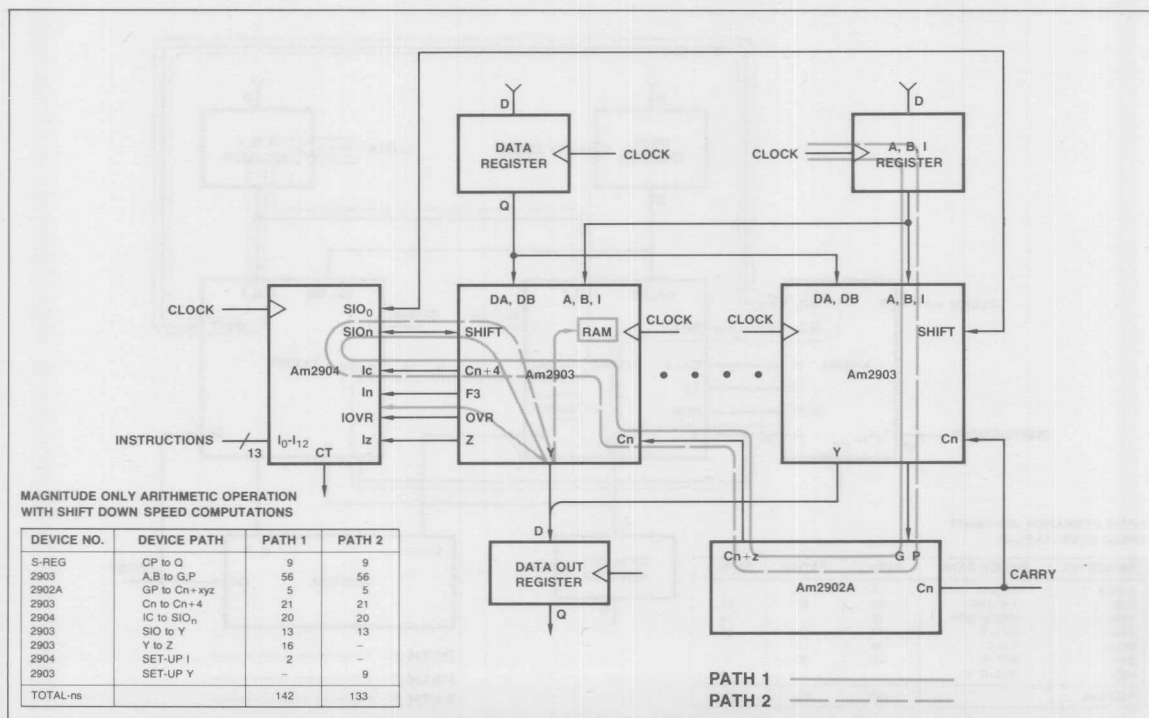 D
D
DATA
REGISTER
CLOCK
CLOCK
A, B, I
REGISTER
Q
DA, DB
A, B, I
DA, DB
A, B, I
CLOCK
SIO0
SIOn
SHIFT
RAM
CLOCK
CLOCK
SHIFT
Am2904
Ic
Cn+4
Am2903
Am2903
In
F3
IOVR
OVR
Cn
Cn
INSTRUCTIONS
13
I0-I12
Iz
Z
Y
Y
CT
MAGNITUDE ONLY ARITHMETIC OPERATION
WITH SHIFT DOWN SPEED COMPUTATIONS
DEVICE NO. DEVICE PATH PATH 1 PATH 2
S-REG CP to Q 9 9
2903 A,B to G,P 56 56
2902A GP to Cn+xyz 5 5
2903 Cn to Cn+4 21 21
2904 IC to SIOn 20 20
2903 SIO to Y 13 13
2903 Y to Z 16 –
2904 SET-UP I 2 –
2903 SET-UP Y 9
TOTAL-ns 142 133
D
DATA OUT
REGISTER
Q
Cn+z
G P
Am2902A
Cn
CARRY
PATH 1
PATH 2